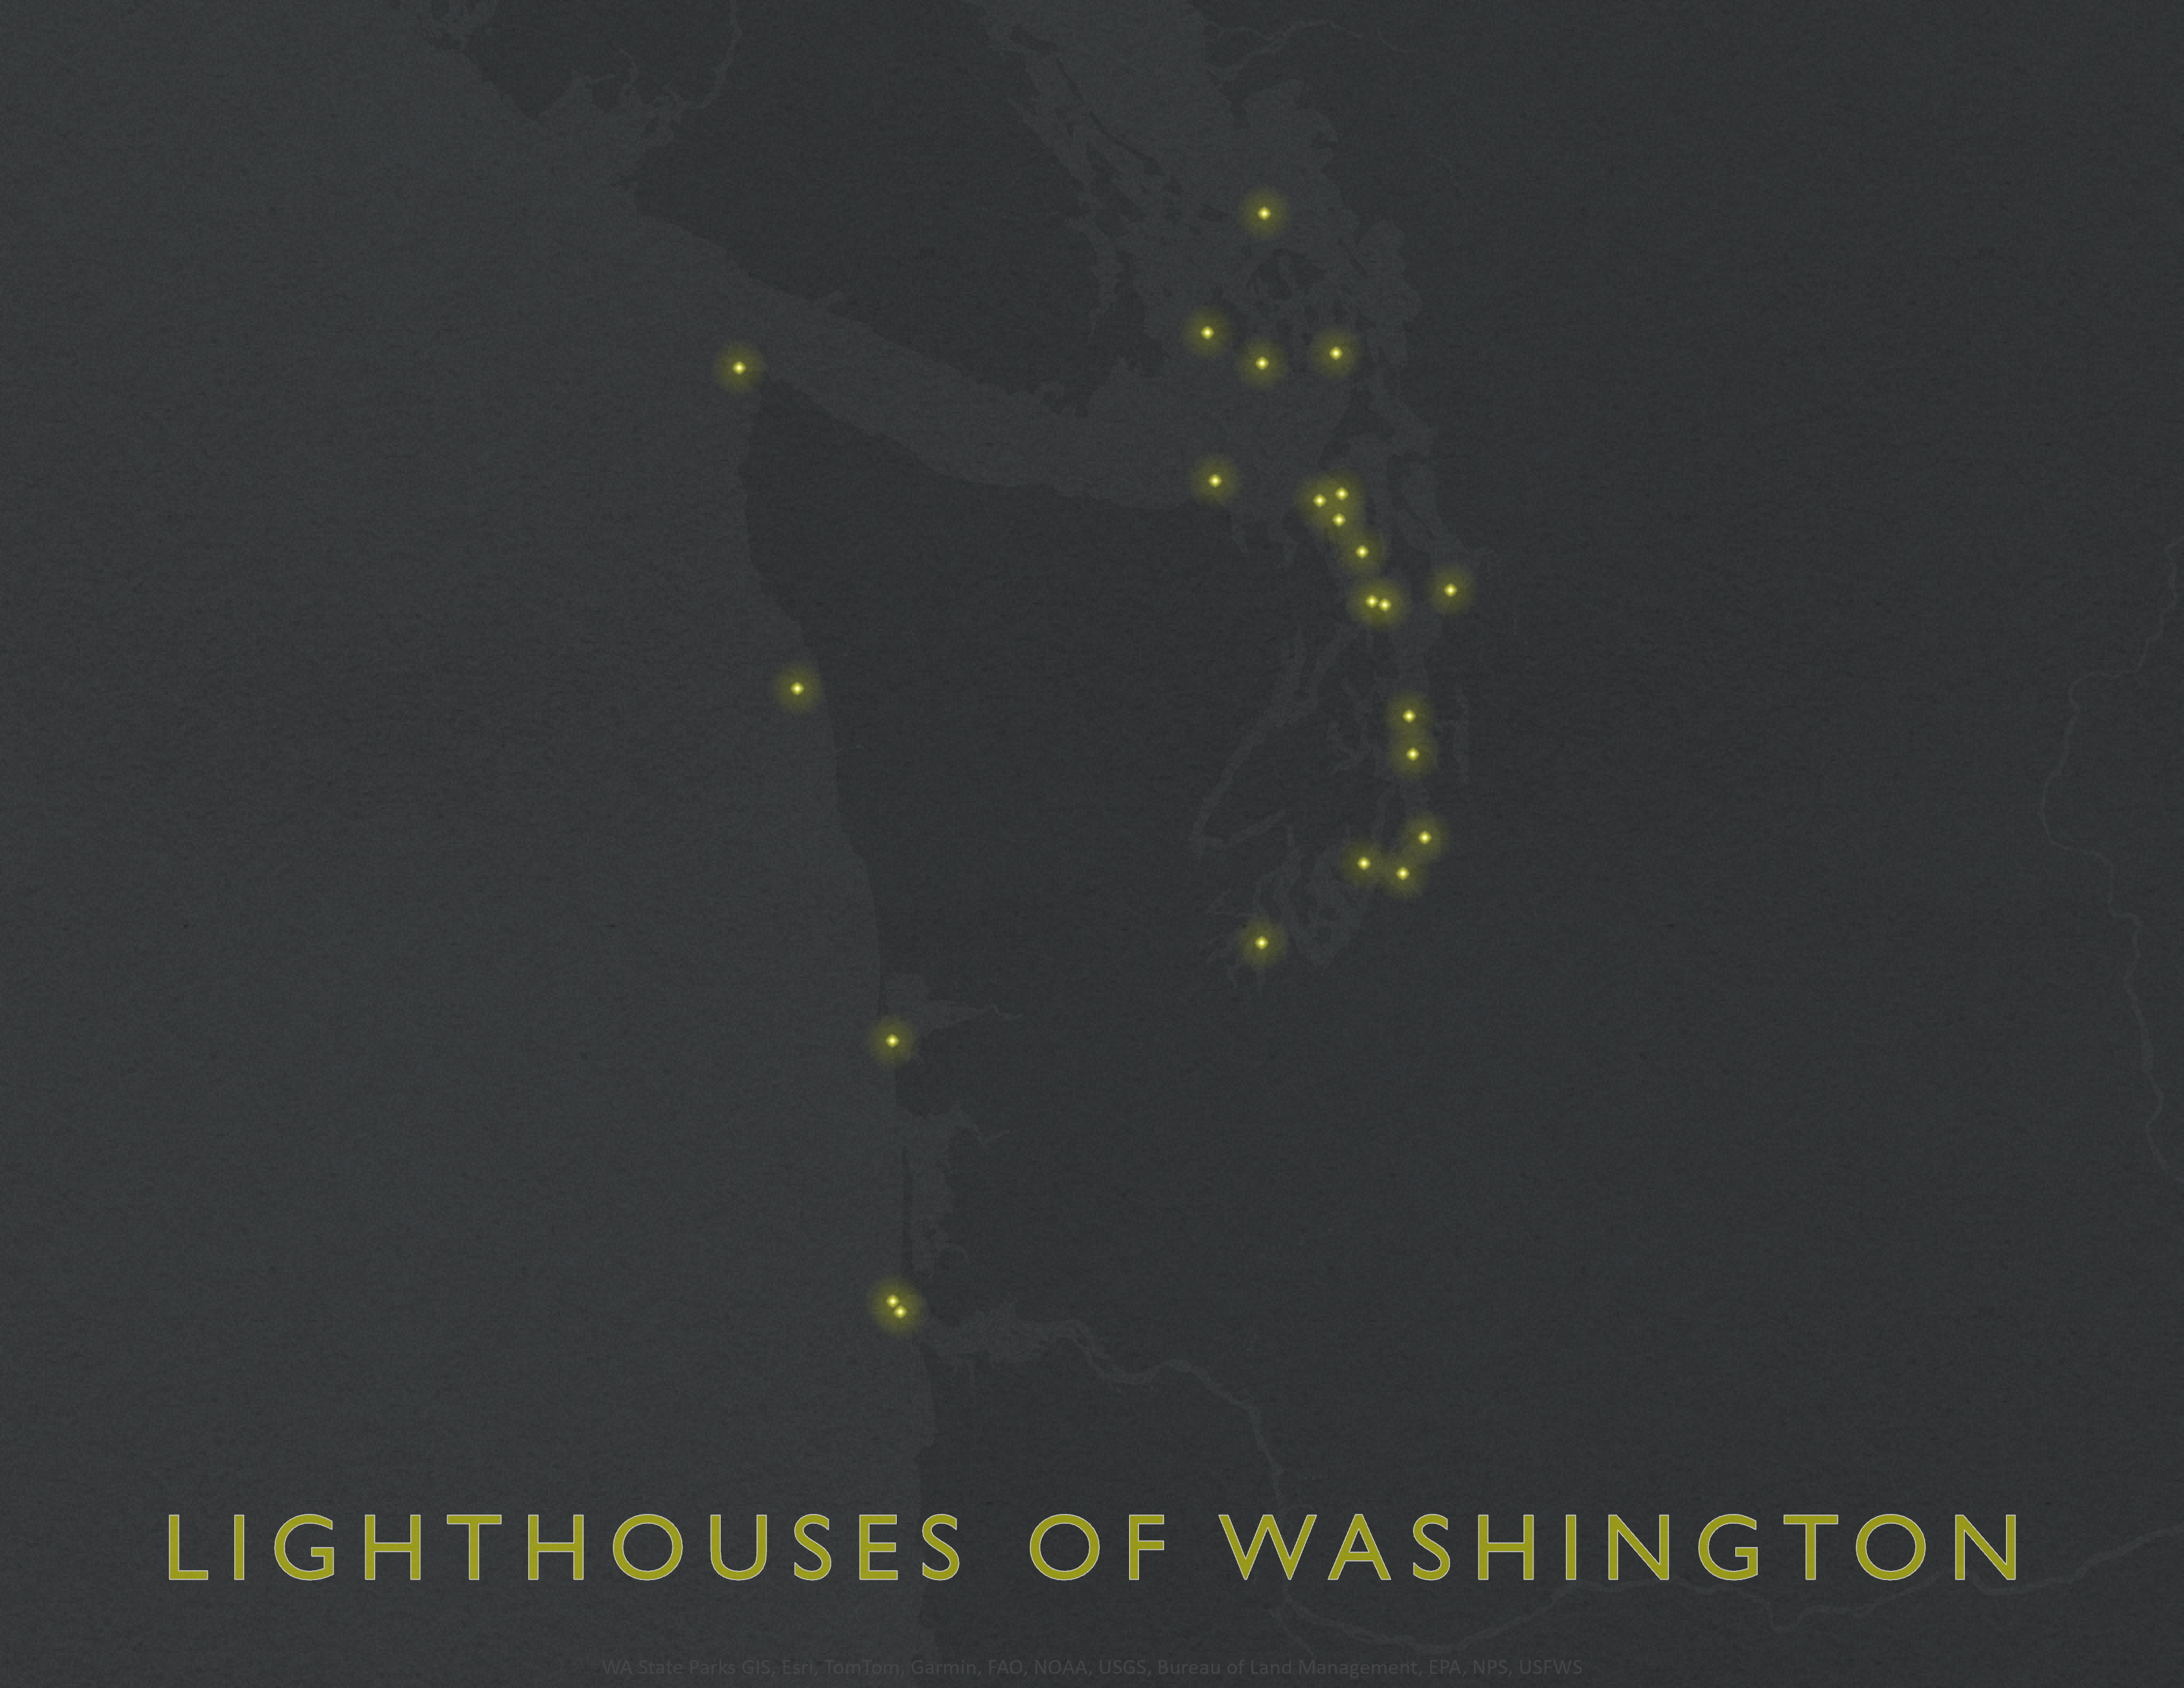 LIGHTHOUSES OF WASHINGTON
WA State Parks GIS, Esri, TomTom, Garmin, FAO, NOAA, USGS, Bureau of Land Management, EPA, NPS, USFWS